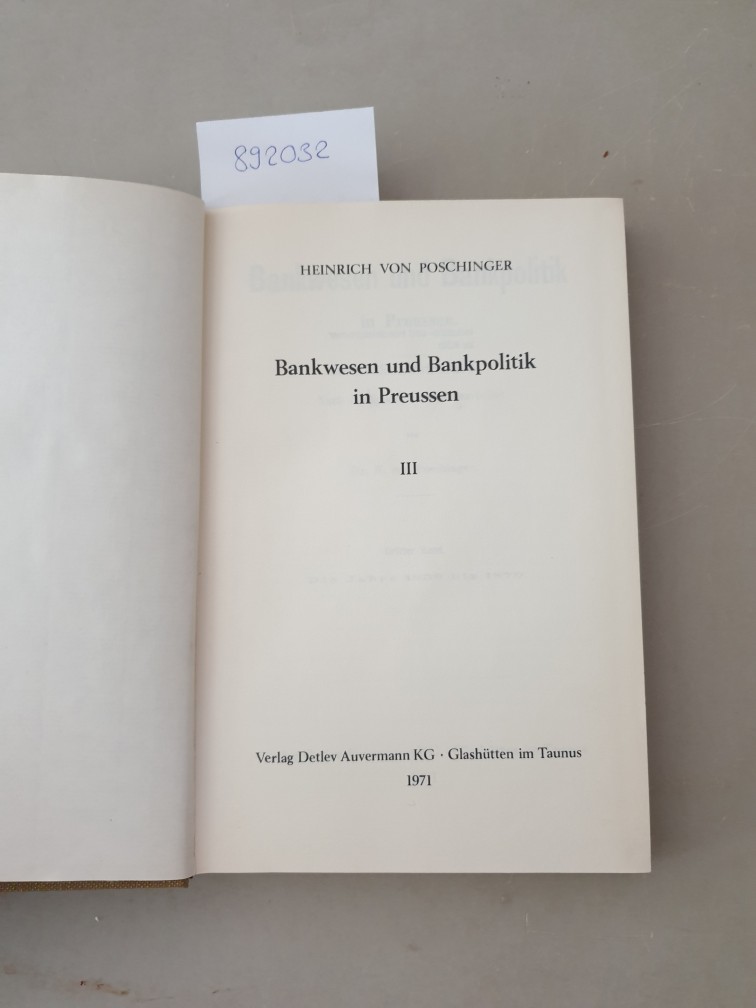 892032
HEINRICH VON POSCHINGER
Bankwesen und Bankpolitik
in Preussen
III
Verlag Detlev Auvermann KG · Glashütten im Taunus
1971